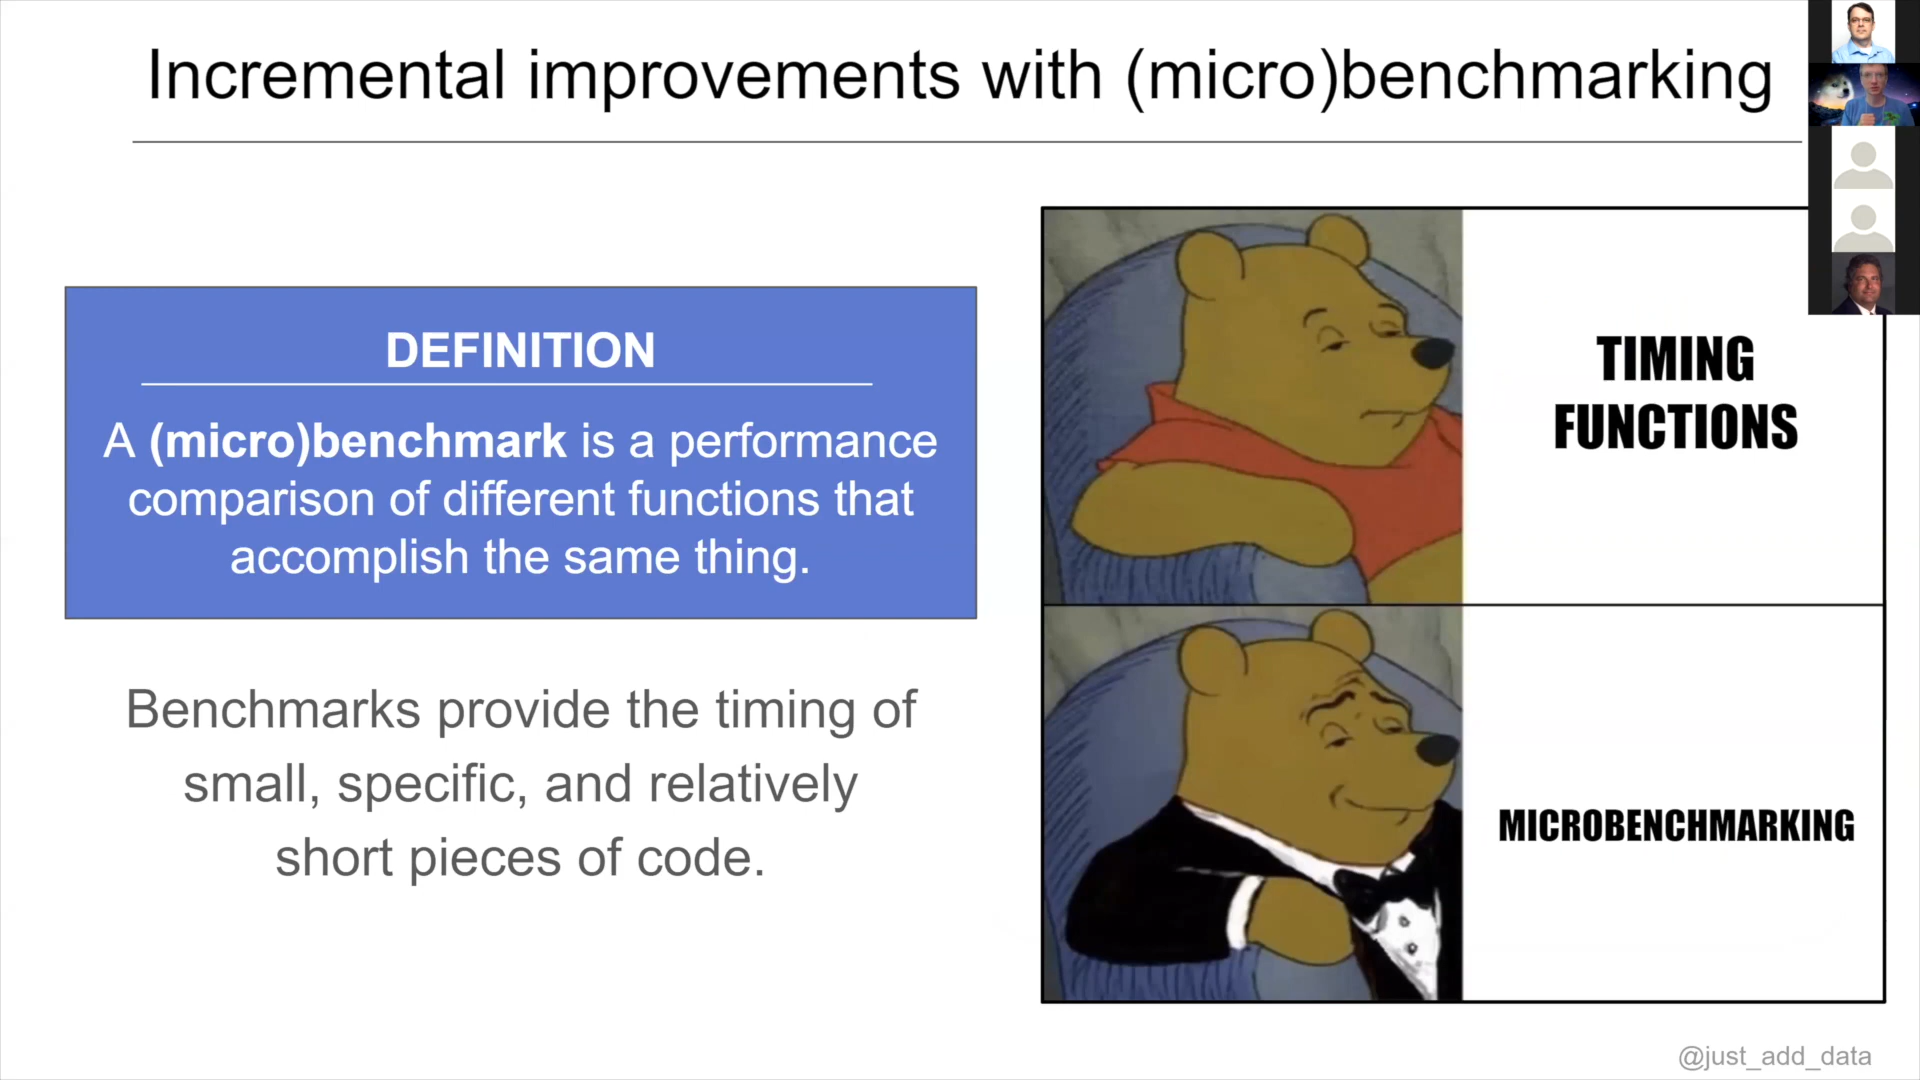 Incremental improvements with (micro)benchmarking
DEFINITION
A (micro)benchmark is a performance
comparison of different functions that
accomplish the same thing.
Benchmarks provide the timing of
small, specific, and relatively
short pieces of code.
TIMING
FUNCTIONS
MICROBENCHMARKING
@just_add_data